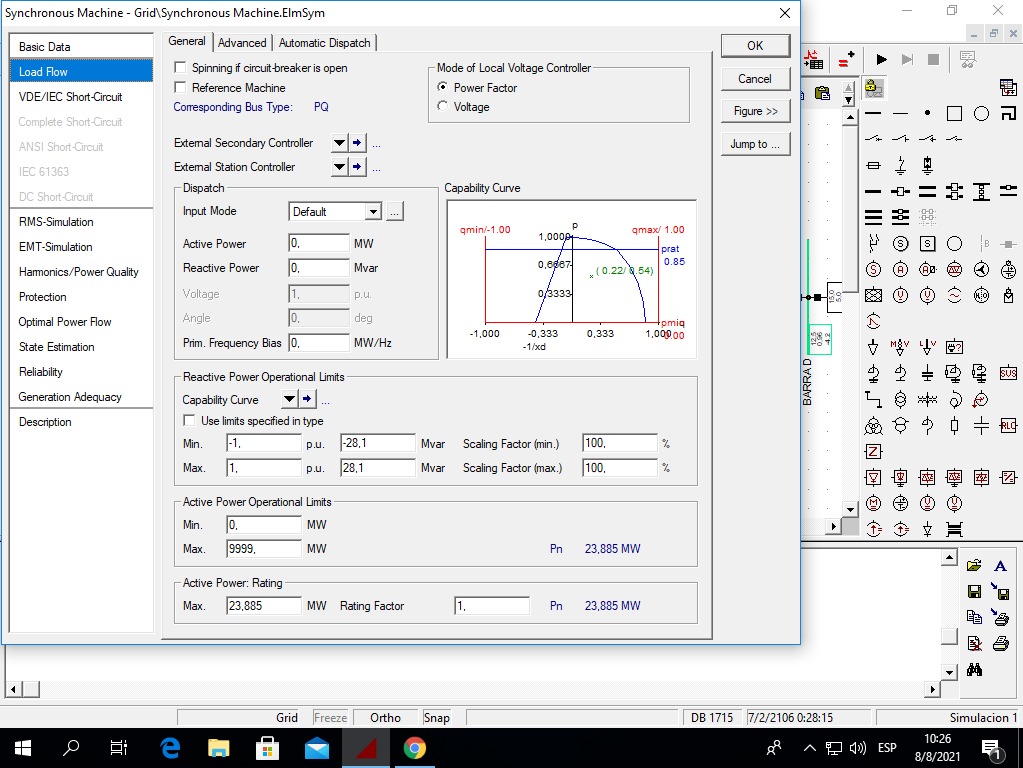 Synchronous Machine - Grid\Synchronous Machine.ElmSym
Basic Data
Load Flow
VDE/IEC Short-Circuit
Complete Short-Circuit
ANSI Short-Circuit
IEC 61363
DC Short-Circuit
RMS-Simulation
EMT-Simulation
Harmonics/Power Quality
Protection
Optimal Power Flow
State Estimation
Reliability
Generation Adequacy
Description
General
Advanced
Automatic Dispatch
OK
Cancel
Figure >>
Jump to ...
Spinning if circuit-breaker is open
Reference Machine
Corresponding Bus Type: PQ
Mode of Local Voltage Controller
Power Factor
Voltage
External Secondary Controller ...
External Station Controller ...
Dispatch
Input Mode Default ...
Active Power 0, MW
Reactive Power 0, Mvar
Voltage 1, p.u.
Angle 0, deg
Prim. Frequency Bias 0, MW/Hz
Capability Curve
p
qmin/-1.00
1,0000
qmax/ 1.00
prat
0.85
0,6667
( 0.22/ 0.54)
0,3333
pmin
0.00
-1,000 -0,333 0,333 1,000
-1/xd
Reactive Power Operational Limits
Capability Curve ...
Use limits specified in type
Min. -1, p.u. -28,1 Mvar Scaling Factor (min.) 100, %
Max. 1, p.u. 28,1 Mvar Scaling Factor (max.) 100, %
Active Power Operational Limits
Min. 0, MW
Max. 9999, MW Pn 23,885 MW
Active Power: Rating
Max. 23,885 MW Rating Factor 1, Pn 23,885 MW
BARRA D
Grid
Freeze
Ortho
Snap
DB 1715
7/2/2106 0:28:15
Simulacion 1
ESP
10:26
8/8/2021
1